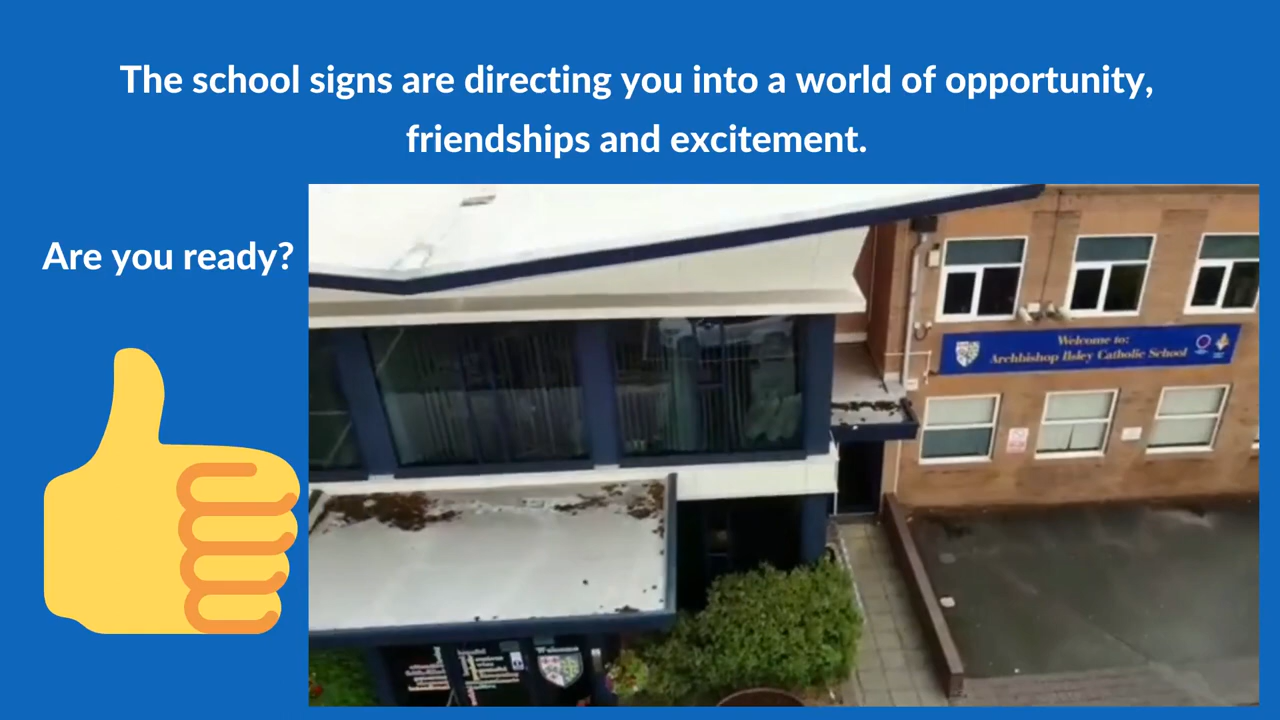 The school signs are directing you into a world of opportunity,
friendships and excitement.
Are you ready?
Welcome to:
Archbishop Ilsley Catholic School
Welcome